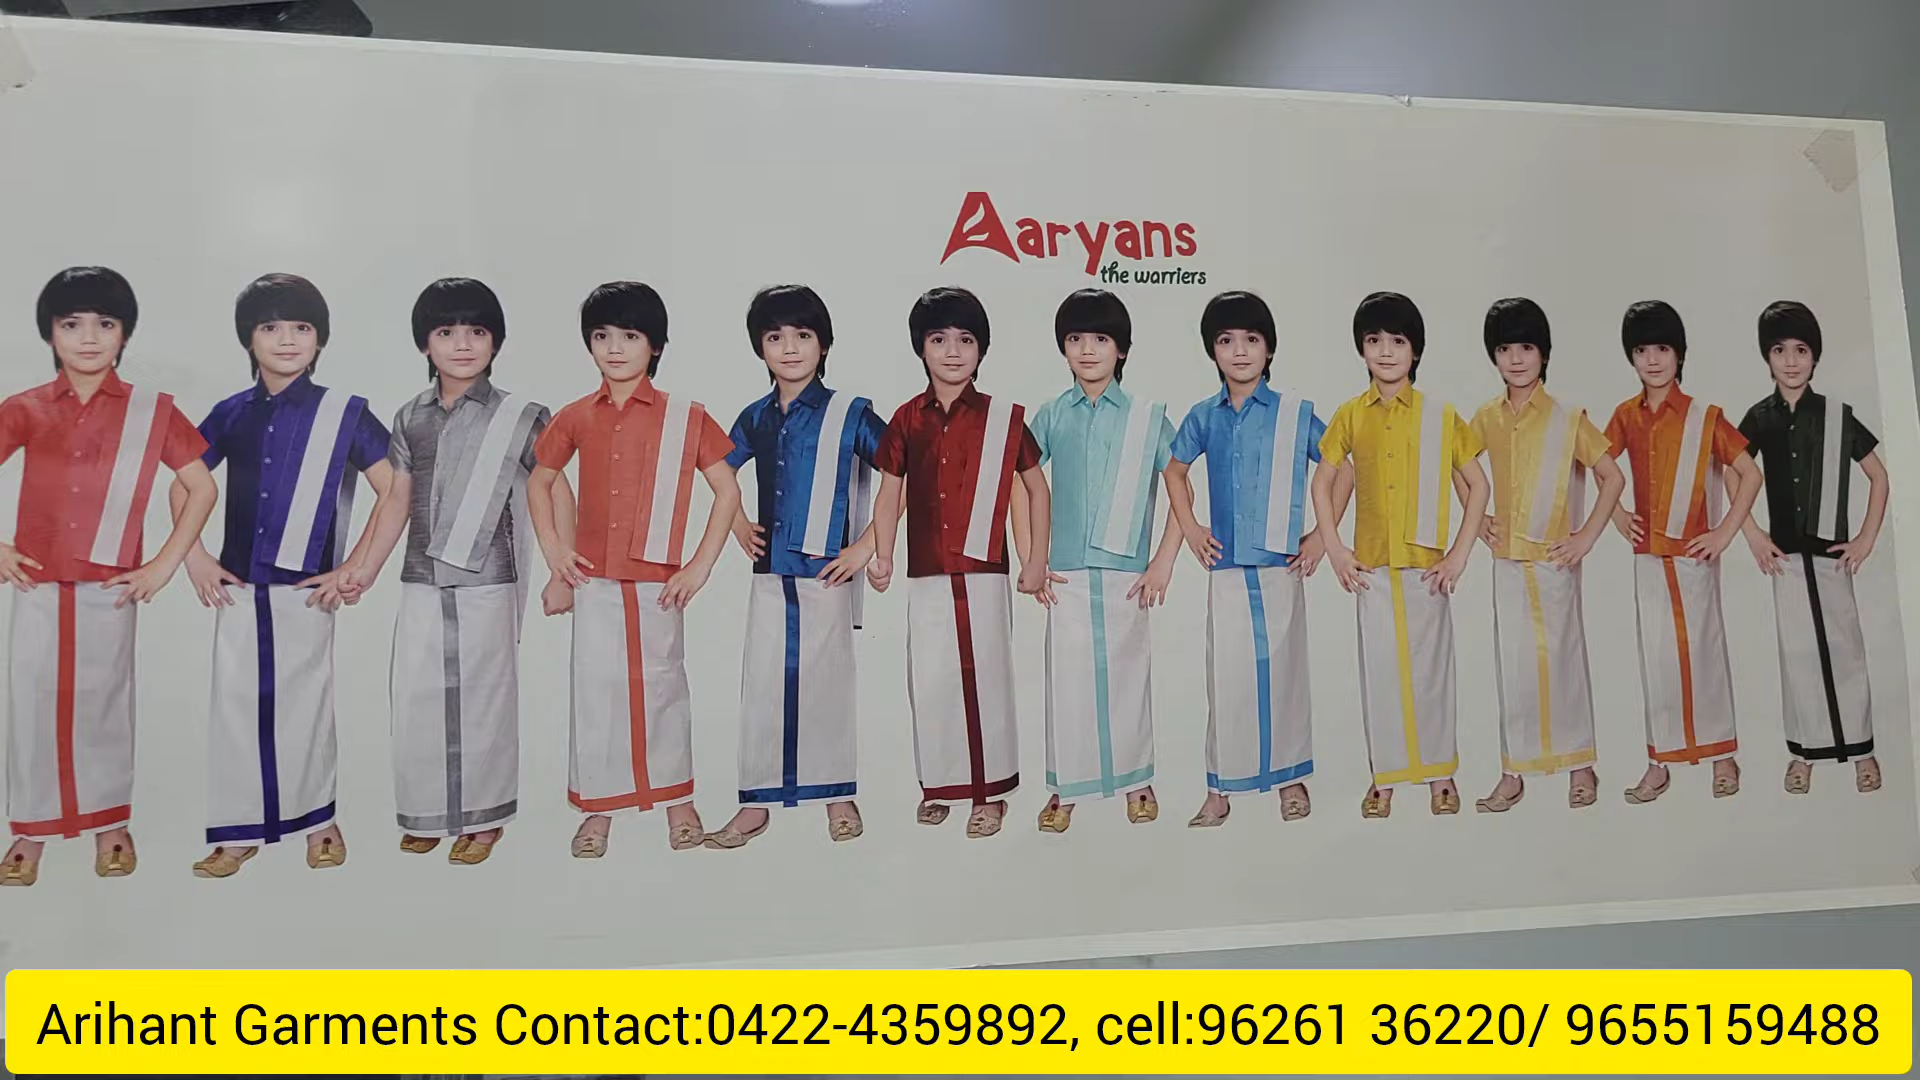 Aaryans
the warriers
Arihant Garments Contact:0422-4359892, cell:96261 36220/ 9655159488